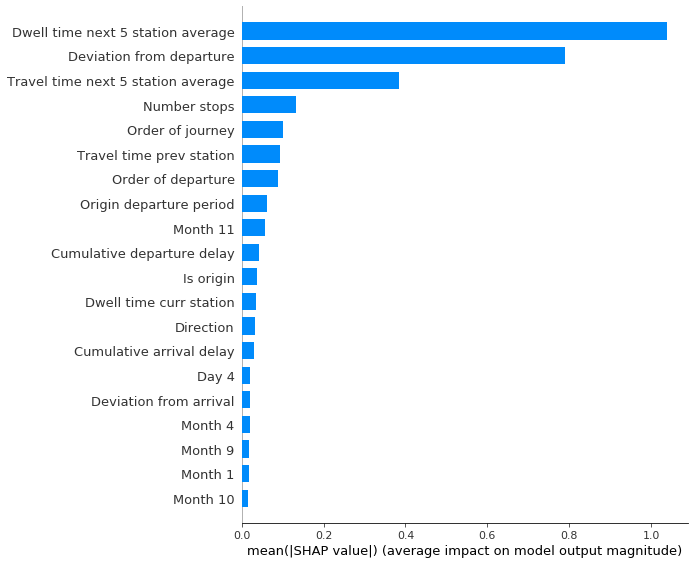 Dwell time next 5 station average
Deviation from departure
Travel time next 5 station average
Number stops
Order of journey
Travel time prev station
Order of departure
Origin departure period
Month 11
Cumulative departure delay
Is origin
Dwell time curr station
Direction
Cumulative arrival delay
Day 4
Deviation from arrival
Month 4
Month 9
Month 1
Month 10
0.0 0.2 0.4 0.6 0.8 1.0
mean(|SHAP value|) (average impact on model output magnitude)